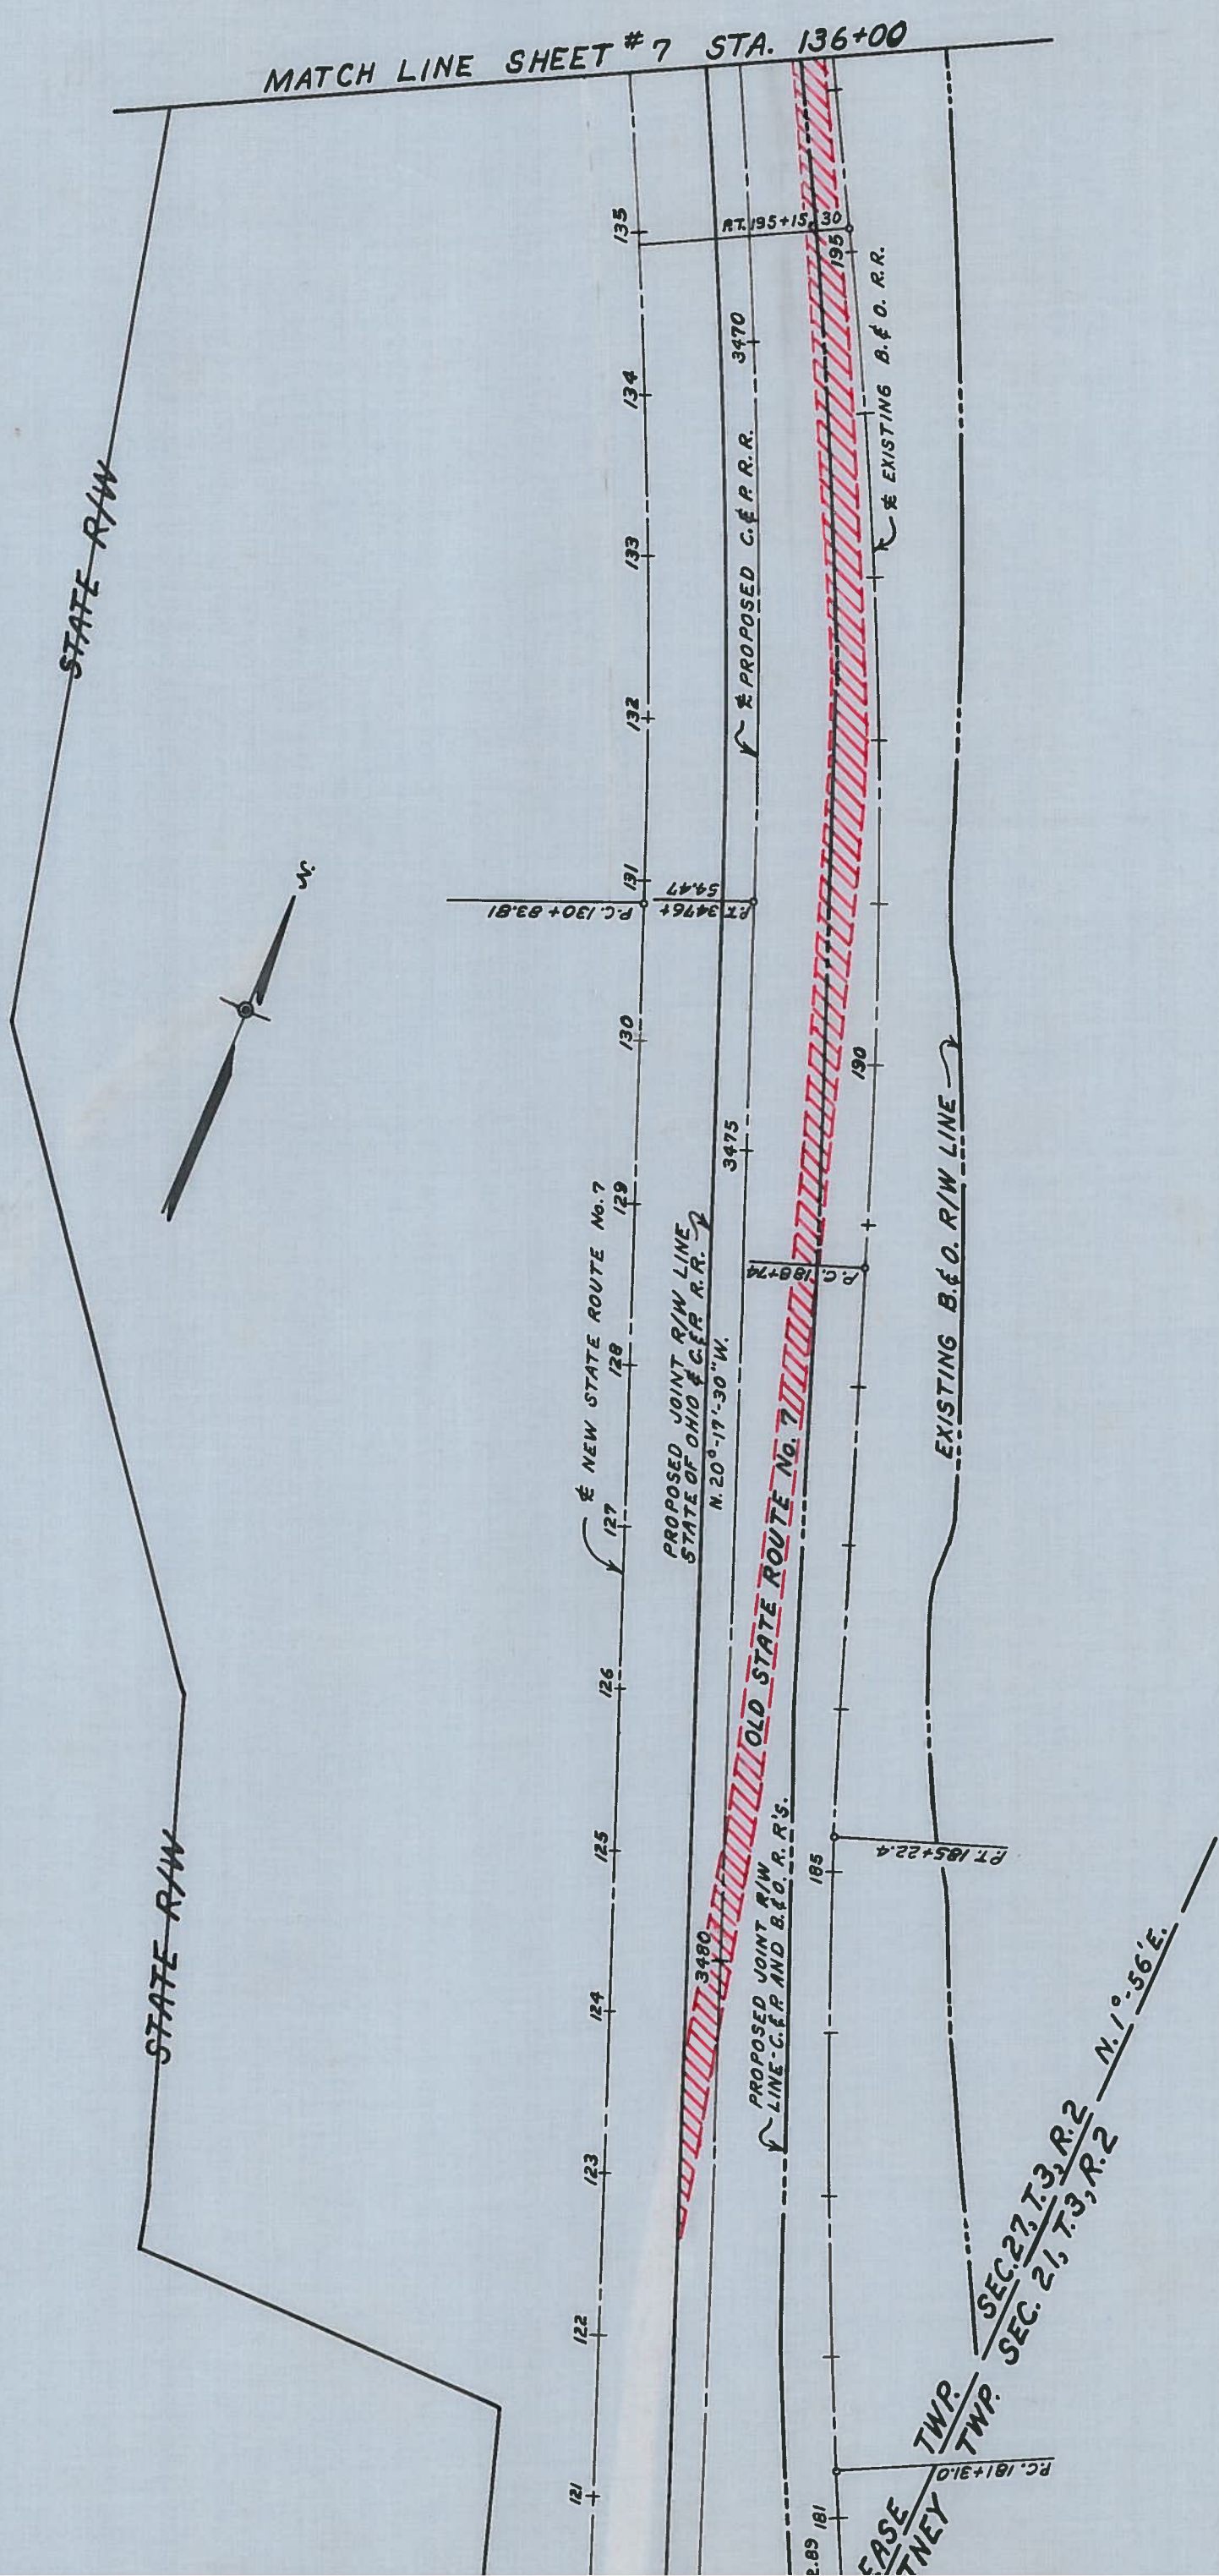 MATCH LINE SHEET #7 STA. 136+00
STATE R/W
135
134
133
132
131
130
129
128
127
126
125
124
123
122
121
P.T. 195+15.30
195
3470
℄ EXISTING B.&O. R.R.
℄ PROPOSED C.&P. R.R.
P.C. 130+83.81
P.T. 3476+
54.47
N.
190
3475
℄ NEW STATE ROUTE No. 7
PROPOSED JOINT R/W LINE
STATE OF OHIO & C.&P. R.R.
N. 20°-17'-30"W.
P.C. 188+74
EXISTING B.&O. R/W LINE
OLD STATE ROUTE No. 7
STATE R/W
P.T. 185+22.4
185
3480
PROPOSED JOINT R/W
LINE-C.&P. AND B.&O. R.R'S.
N. 1°-56'E.
SEC. 27, T.3, R.2
SEC. 21, T.3, R.2
TWP.
TWP.
P.C. 181+31.0
181
2.89
EASE
TNEY